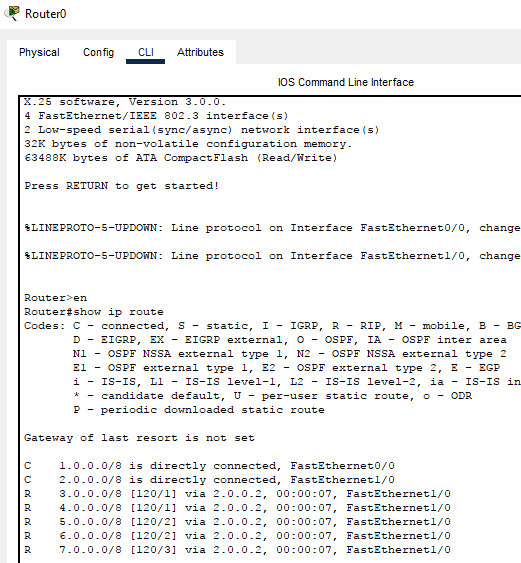 Router0
Physical Config CLI Attributes
IOS Command Line Interface
X.25 software, Version 3.0.0.
4 FastEthernet/IEEE 802.3 interface(s)
2 Low-speed serial(sync/async) network interface(s)
32K bytes of non-volatile configuration memory.
63488K bytes of ATA CompactFlash (Read/Write)
Press RETURN to get started!
%LINEPROTO-5-UPDOWN: Line protocol on Interface FastEthernet0/0, change
%LINEPROTO-5-UPDOWN: Line protocol on Interface FastEthernet1/0, change
Router>en
Router#show ip route
Codes: C - connected, S - static, I - IGRP, R - RIP, M - mobile, B - BG
D - EIGRP, EX - EIGRP external, O - OSPF, IA - OSPF inter area
N1 - OSPF NSSA external type 1, N2 - OSPF NSSA external type 2
E1 - OSPF external type 1, E2 - OSPF external type 2, E - EGP
i - IS-IS, L1 - IS-IS level-1, L2 - IS-IS level-2, ia - IS-IS in
* - candidate default, U - per-user static route, o - ODR
P - periodic downloaded static route
Gateway of last resort is not set
C 1.0.0.0/8 is directly connected, FastEthernet0/0
C 2.0.0.0/8 is directly connected, FastEthernet1/0
R 3.0.0.0/8 [120/1] via 2.0.0.2, 00:00:07, FastEthernet1/0
R 4.0.0.0/8 [120/1] via 2.0.0.2, 00:00:07, FastEthernet1/0
R 5.0.0.0/8 [120/2] via 2.0.0.2, 00:00:07, FastEthernet1/0
R 6.0.0.0/8 [120/2] via 2.0.0.2, 00:00:07, FastEthernet1/0
R 7.0.0.0/8 [120/3] via 2.0.0.2, 00:00:07, FastEthernet1/0